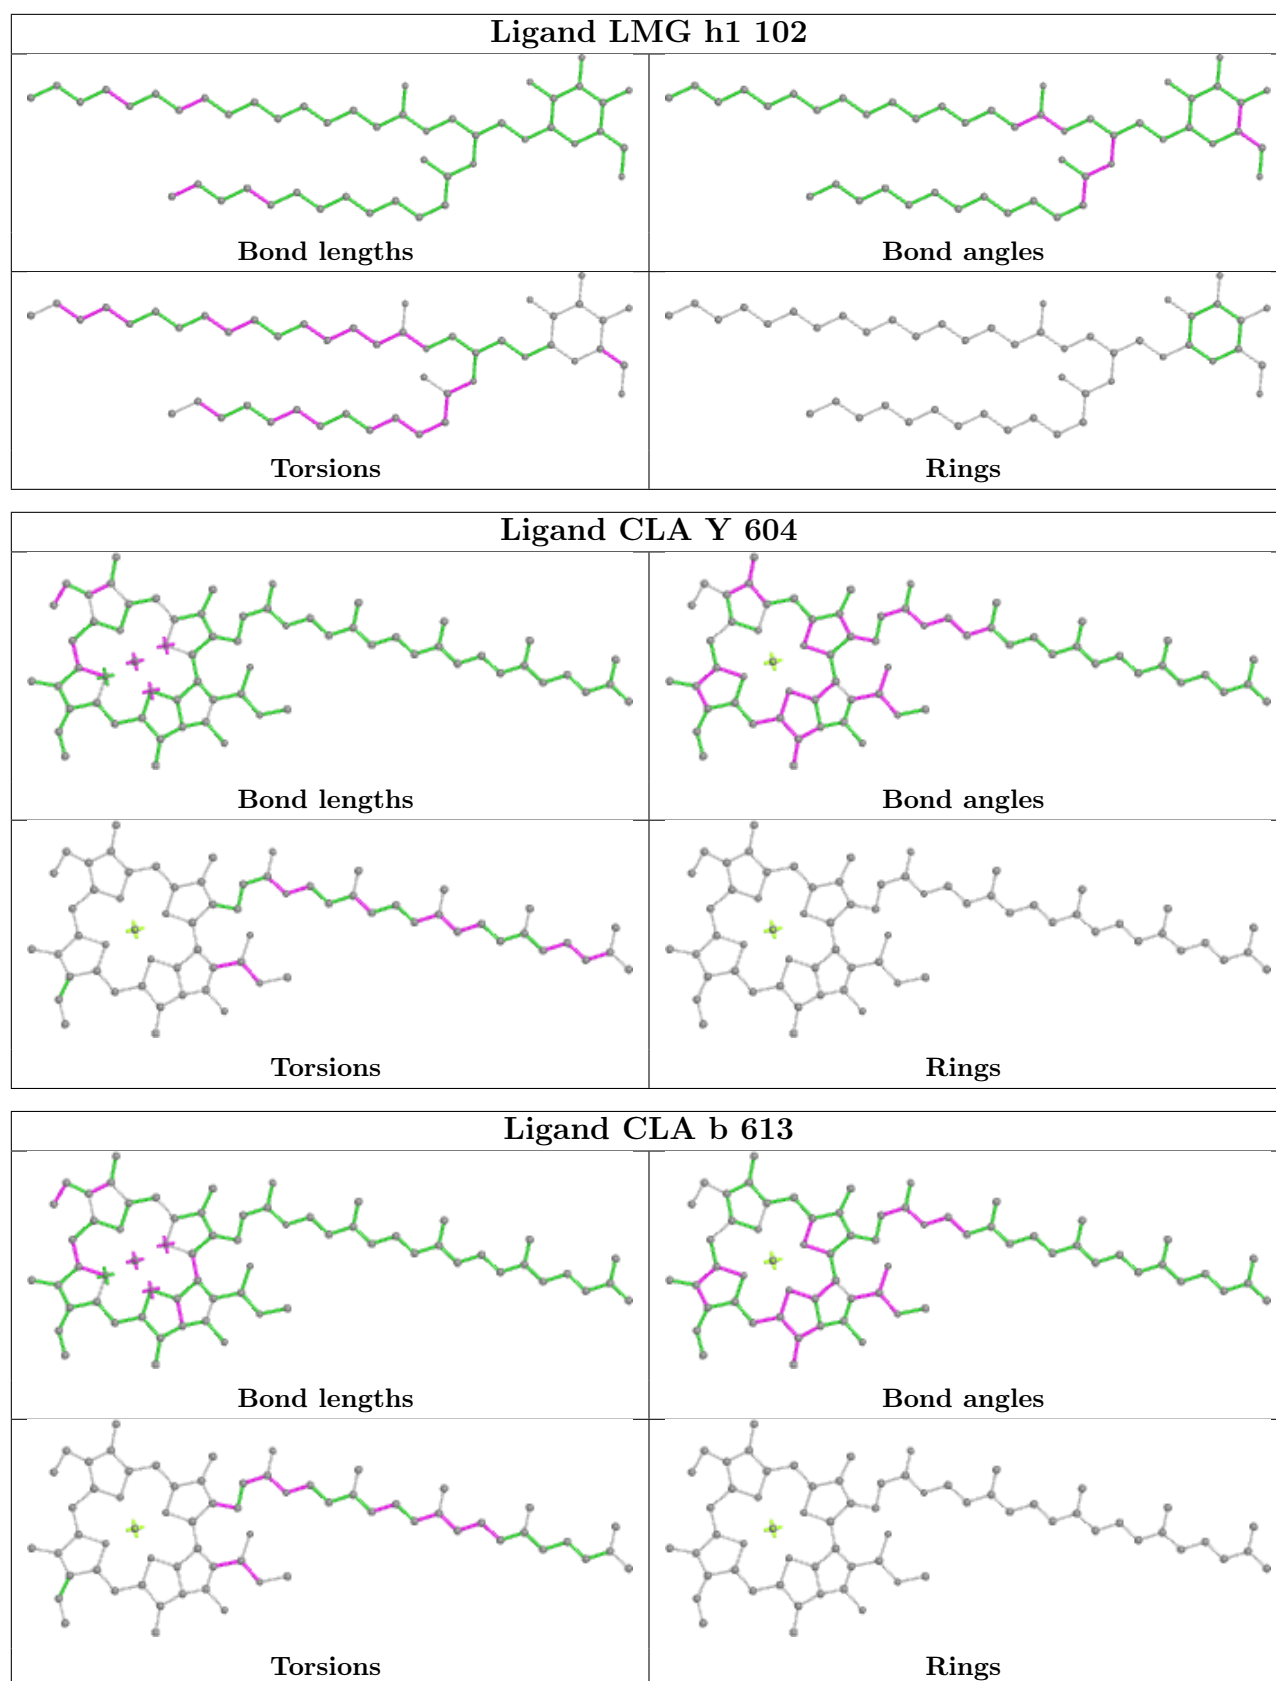 Ligand LMG h1 102
Bond lengths
Bond angles
Torsions
Rings
Ligand CLA Y 604
Bond lengths
Bond angles
Torsions
Rings
Ligand CLA b 613
Bond lengths
Bond angles
Torsions
Rings